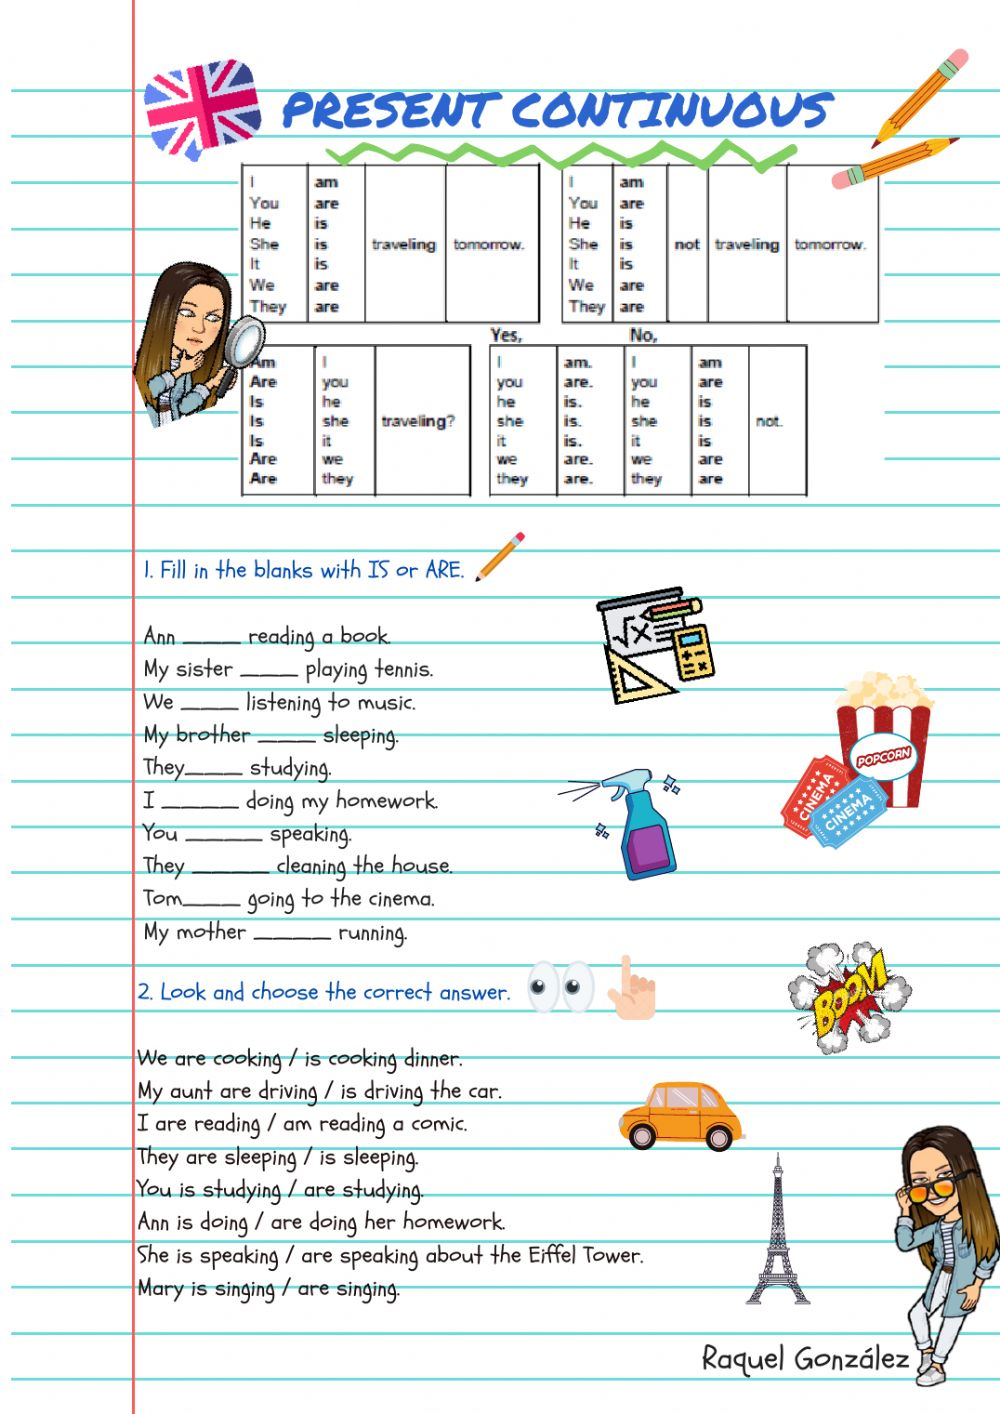 PRESENT CONTINUOUS
I am
You are
He is
She is traveling tomorrow.
It is
We are
They are
I am
You are
He is
She is not traveling tomorrow.
It is
We are
They are
Am I
Are you
Is he
Is she traveling?
Is it
Are we
Are they
Yes, No,
I am. I am
you are. you are
he is. he is
she is. she is not.
it is. it is
we are. we are
they are. they are
1. Fill in the blanks with IS or ARE.
Ann ____ reading a book.
My sister ____ playing tennis.
We ____ listening to music.
My brother ____ sleeping.
They____ studying.
I _____ doing my homework.
You _____ speaking.
They _____ cleaning the house.
Tom____ going to the cinema.
My mother _____ running.
POPCORN
CINEMA
CINEMA
2. Look and choose the correct answer.
BOOM
We are cooking / is cooking dinner.
My aunt are driving / is driving the car.
I are reading / am reading a comic.
They are sleeping / is sleeping.
You is studying / are studying.
Ann is doing / are doing her homework.
She is speaking / are speaking about the Eiffel Tower.
Mary is singing / are singing.
Raquel González